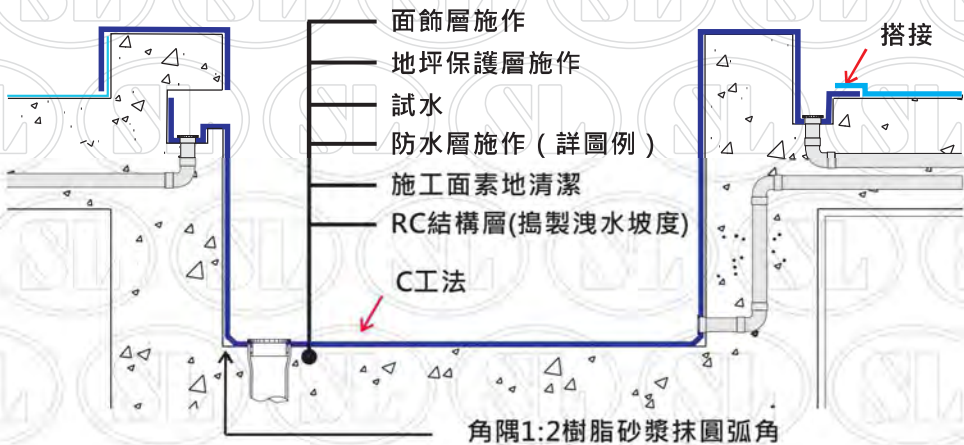 面飾層施作
搭接
地坪保護層施作
試水
防水層施作（詳圖例）
施工面素地清潔
RC結構層(搗製洩水坡度)
C工法
角隅1:2樹脂砂漿抹圓弧角